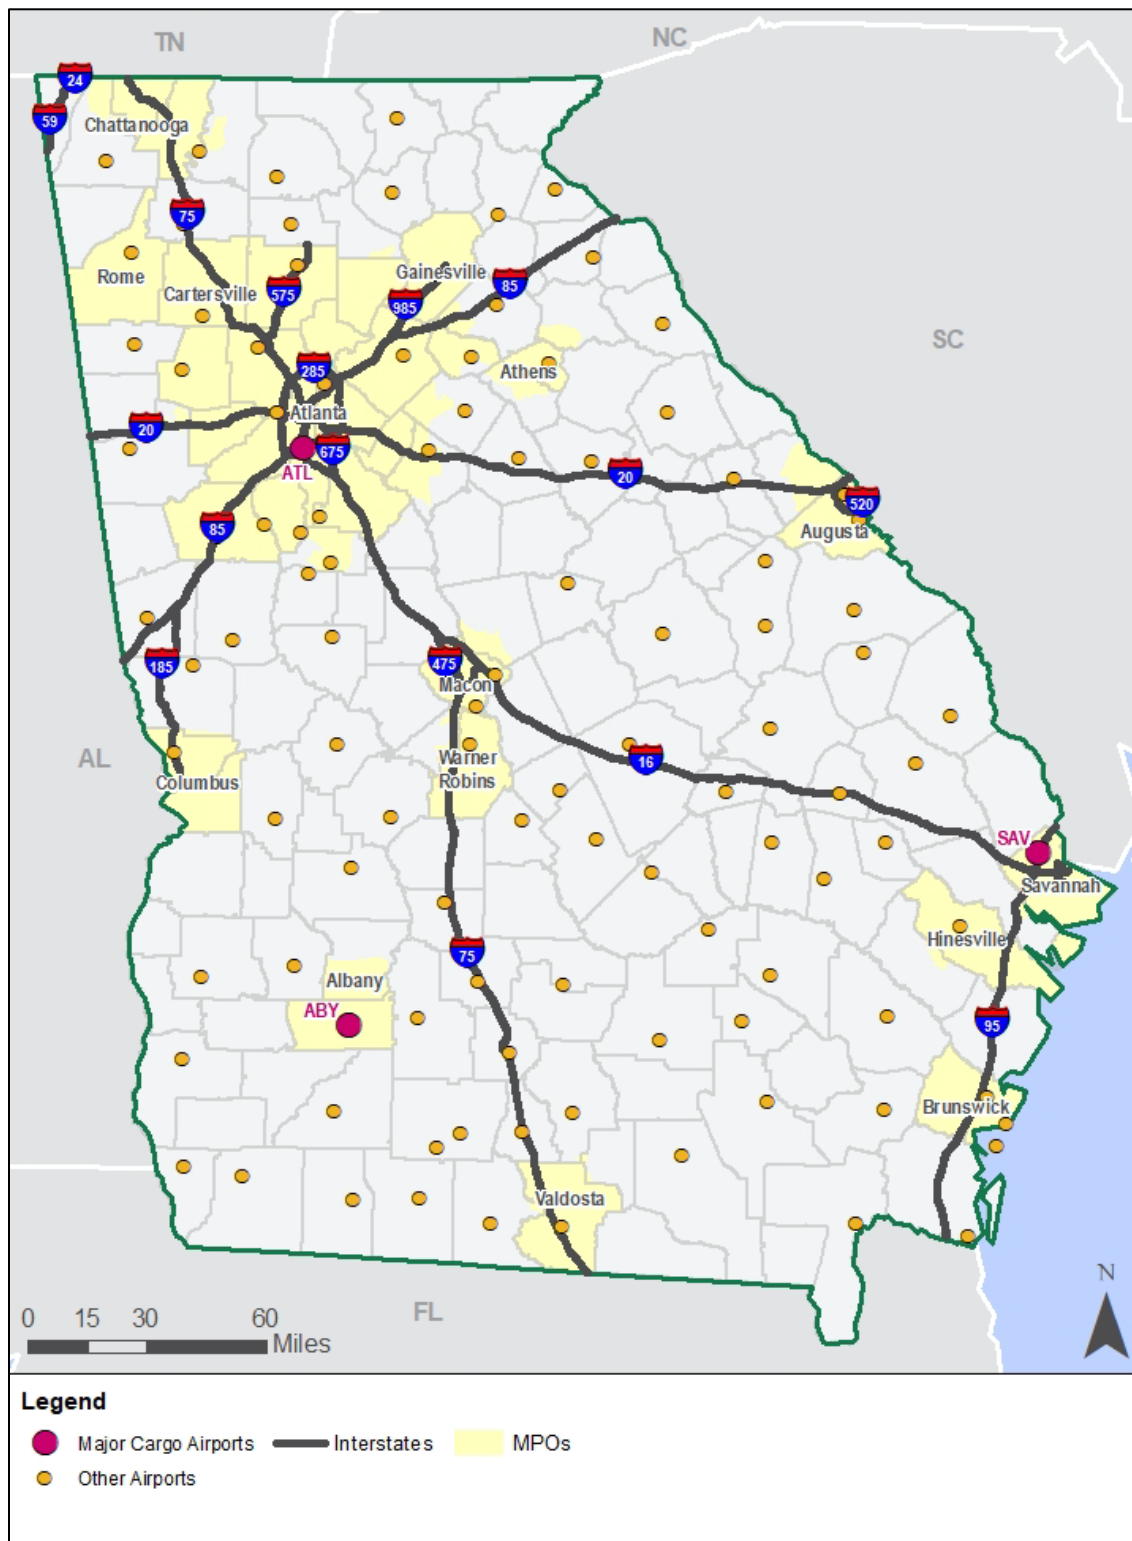 TN
NC
24
59
Chattanooga
75
Rome
Gainesville
85
Cartersville
575
985
SC
285
Athens
Atlanta
20
675
ATL
20
520
85
Augusta
185
475
Macon
AL
Warner
Robins
16
Columbus
SAV
Savannah
Hinesville
75
Albany
ABY
95
Brunswick
Valdosta
N
FL
0 15 30 60
Miles
Legend
Major Cargo Airports Interstates MPOs
Other Airports